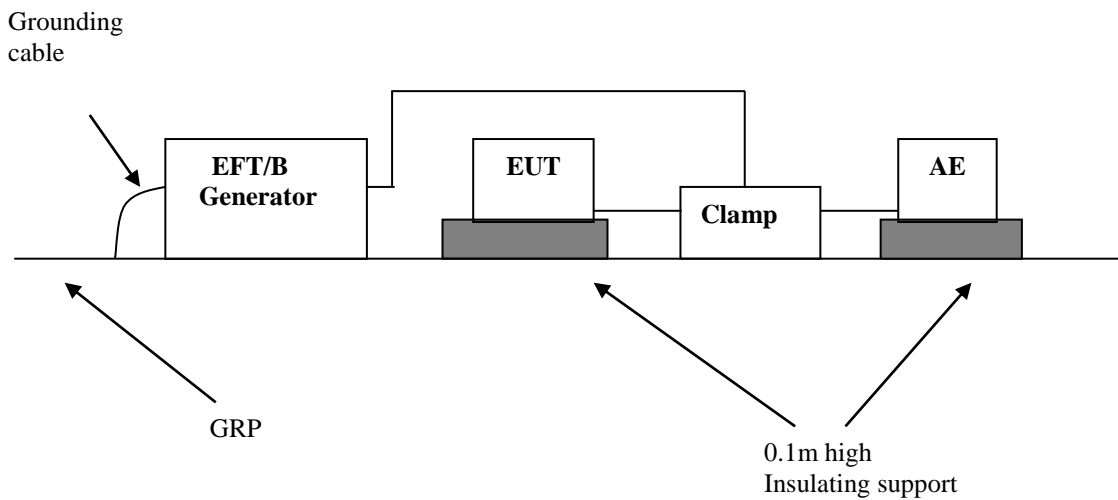 Grounding
cable
EFT/B
Generator
EUT
Clamp
AE
GRP
0.1m high
Insulating support